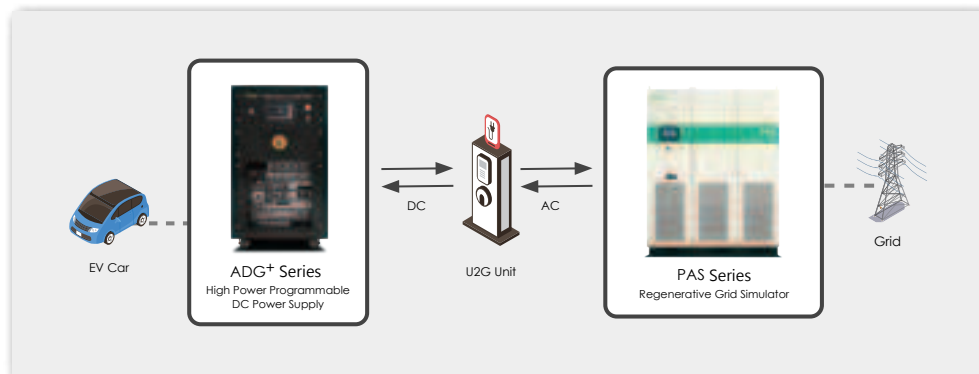 DC
AC
EV Car
ADG+ Series
High Power Programmable
DC Power Supply
U2G Unit
PAS Series
Regenerative Grid Simulator
Grid